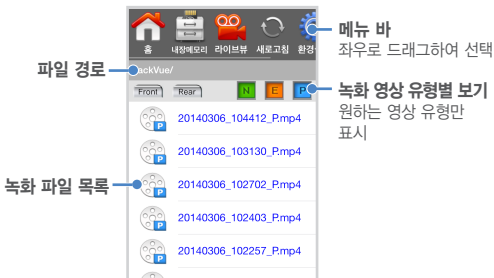 홈
내장메모리
라이브뷰
새로고침
환경
메뉴 바
좌우로 드래그하여 선택
파일 경로
ackVue/
Front
Rear
N
E
P
녹화 영상 유형별 보기
원하는 영상 유형만
표시
P
20140306_104412_P.mp4
P
20140306_103130_P.mp4
녹화 파일 목록
P
20140306_102702_P.mp4
P
20140306_102403_P.mp4
P
20140306_102257_P.mp4